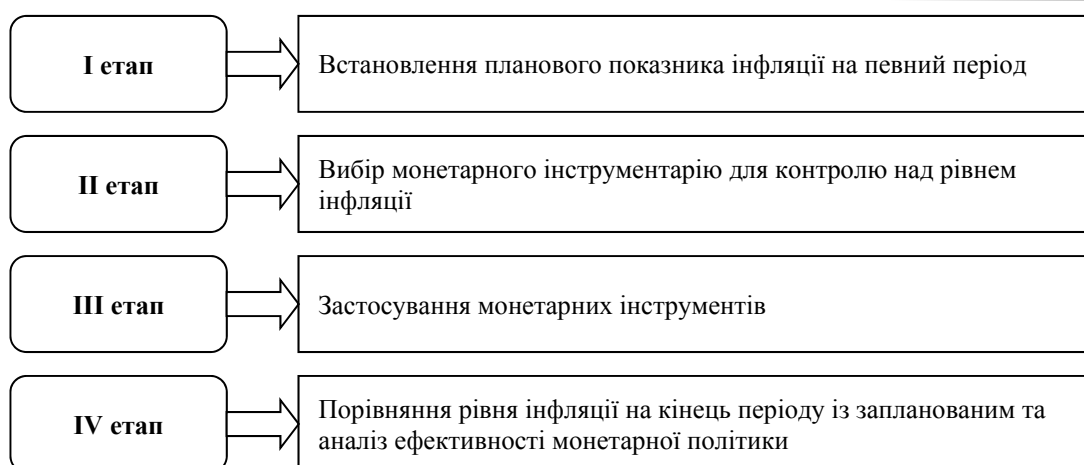 I етап
Встановлення планового показника інфляції на певний період
II етап
Вибір монетарного інструментарію для контролю над рівнем
інфляції
III етап
Застосування монетарних інструментів
IV етап
Порівняння рівня інфляції на кінець періоду із запланованим та
аналіз ефективності монетарної політики